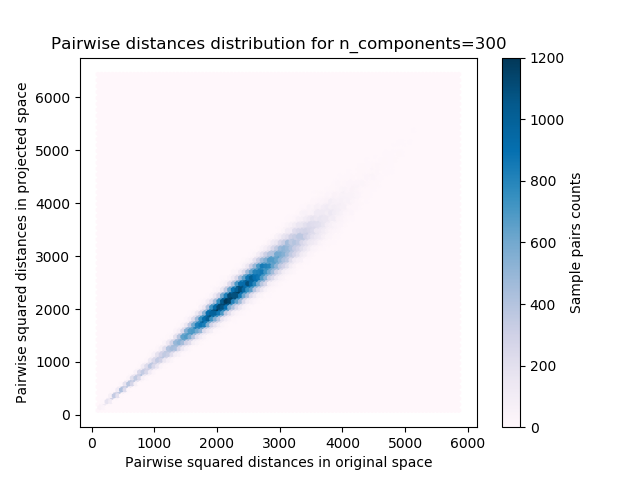 Pairwise distances distribution for n_components=300
Pairwise squared distances in projected space
6000
5000
4000
3000
2000
1000
0
0 1000 2000 3000 4000 5000 6000
Pairwise squared distances in original space
1200
1000
800
600
400
200
0
Sample pairs counts